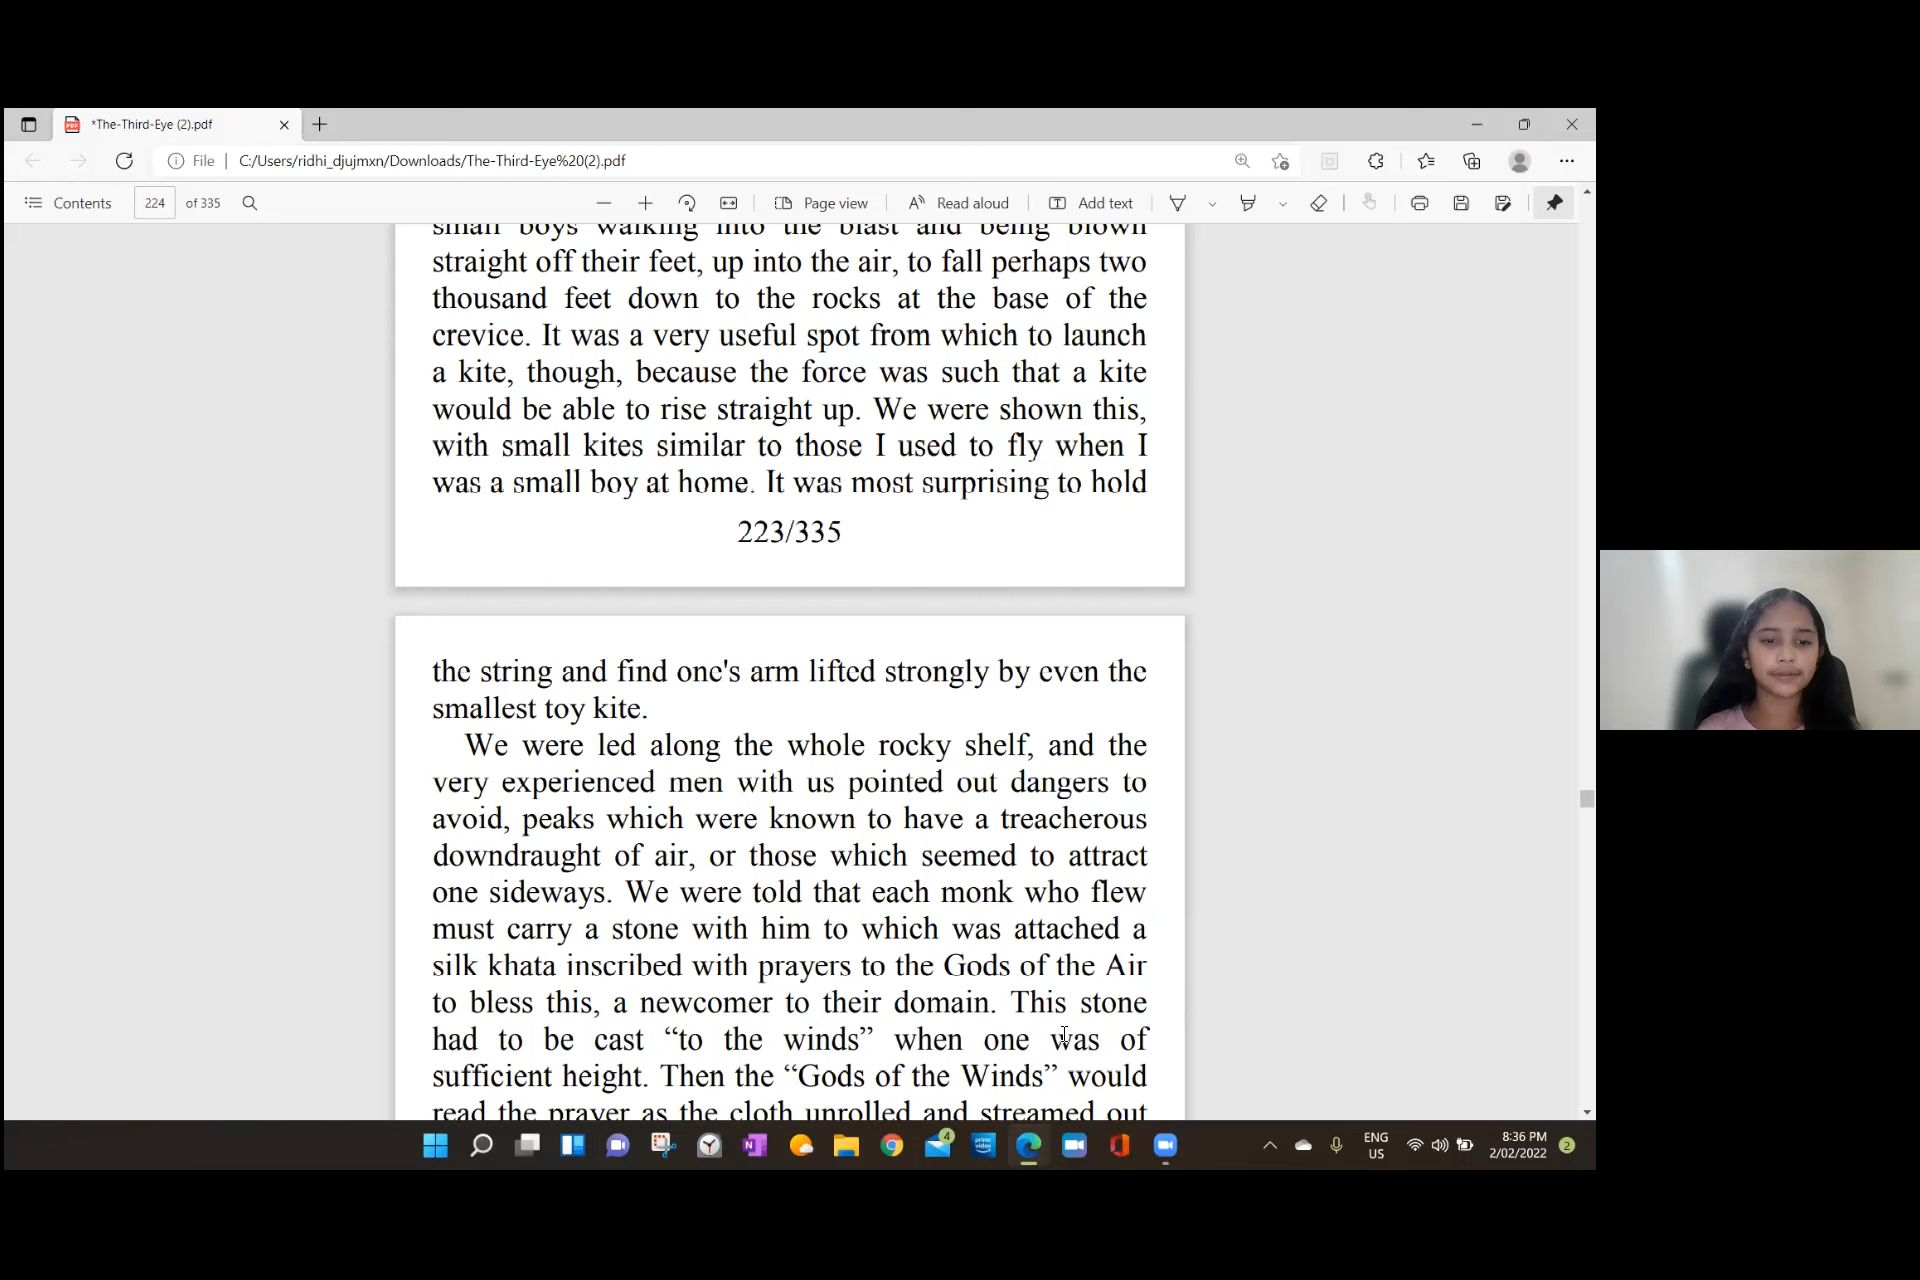 *The-Third-Eye (2).pdf
File C:/Users/ridhi_djujmxn/Downloads/The-Third-Eye%20(2).pdf
Contents 224 of 335 Page view Read aloud Add text
small boys walking into the blast and being blown
straight off their feet, up into the air, to fall perhaps two
thousand feet down to the rocks at the base of the
crevice. It was a very useful spot from which to launch
a kite, though, because the force was such that a kite
would be able to rise straight up. We were shown this,
with small kites similar to those I used to fly when I
was a small boy at home. It was most surprising to hold
223/335
the string and find one's arm lifted strongly by even the
smallest toy kite.
We were led along the whole rocky shelf, and the
very experienced men with us pointed out dangers to
avoid, peaks which were known to have a treacherous
downdraught of air, or those which seemed to attract
one sideways. We were told that each monk who flew
must carry a stone with him to which was attached a
silk khata inscribed with prayers to the Gods of the Air
to bless this, a newcomer to their domain. This stone
had to be cast “to the winds” when one was of
sufficient height. Then the “Gods of the Winds” would
read the prayer as the cloth unrolled and streamed out
4
prime video
ENG
US
8:36 PM
2/02/2022
2